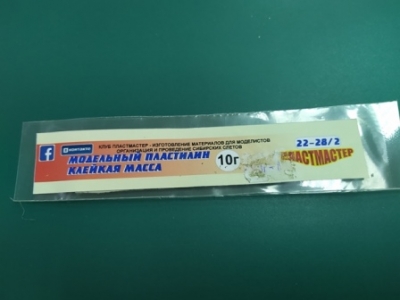 КЛУБ ПЛАСТМАСТЕР - ИЗГОТОВЛЕНИЕ МАТЕРИАЛОВ ДЛЯ МОДЕЛИСТОВ
ОРГАНИЗАЦИЯ И ПРОВЕДЕНИЕ СИБИРСКИХ СЛЕТОВ
22-28/2
МОДЕЛЬНЫЙ ПЛАСТИЛИН
КЛЕЙКАЯ МАССА
10г
ПЛАСТМАСТЕР